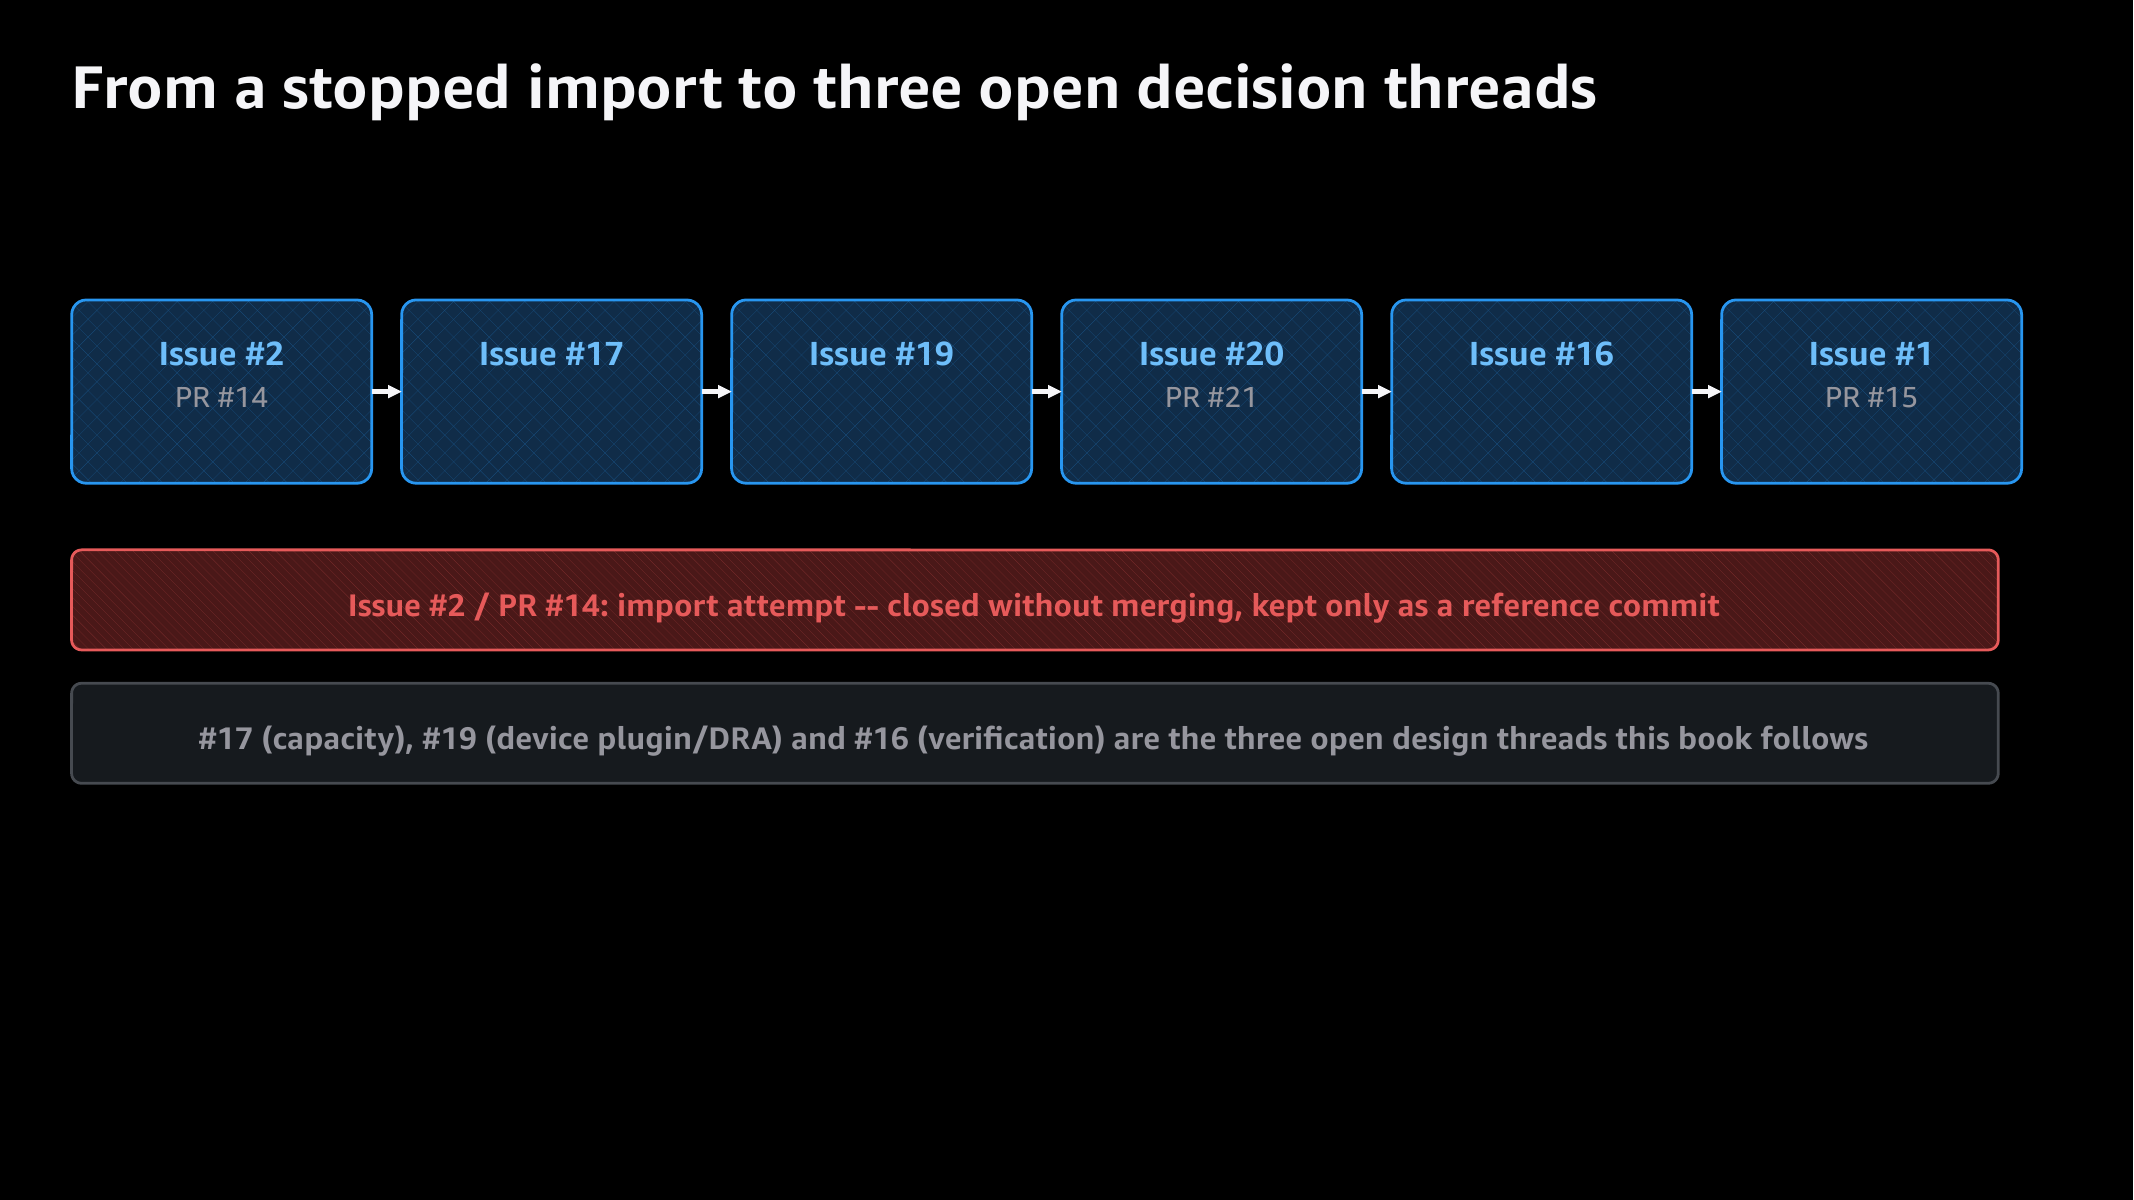 From a stopped import to three open decision threads
Issue #2
PR #14
Issue #17
Issue #19
Issue #20
PR #21
Issue #16
Issue #1
PR #15
Issue #2 / PR #14: import attempt -- closed without merging, kept only as a reference commit
#17 (capacity), #19 (device plugin/DRA) and #16 (verification) are the three open design threads this book follows